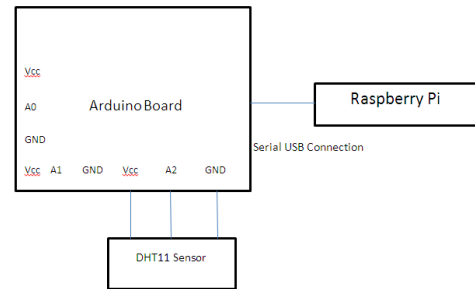 Vcc
A0
Arduino Board
Raspberry Pi
GND
Serial USB Connection
Vcc A1 GND Vcc A2 GND
DHT11 Sensor